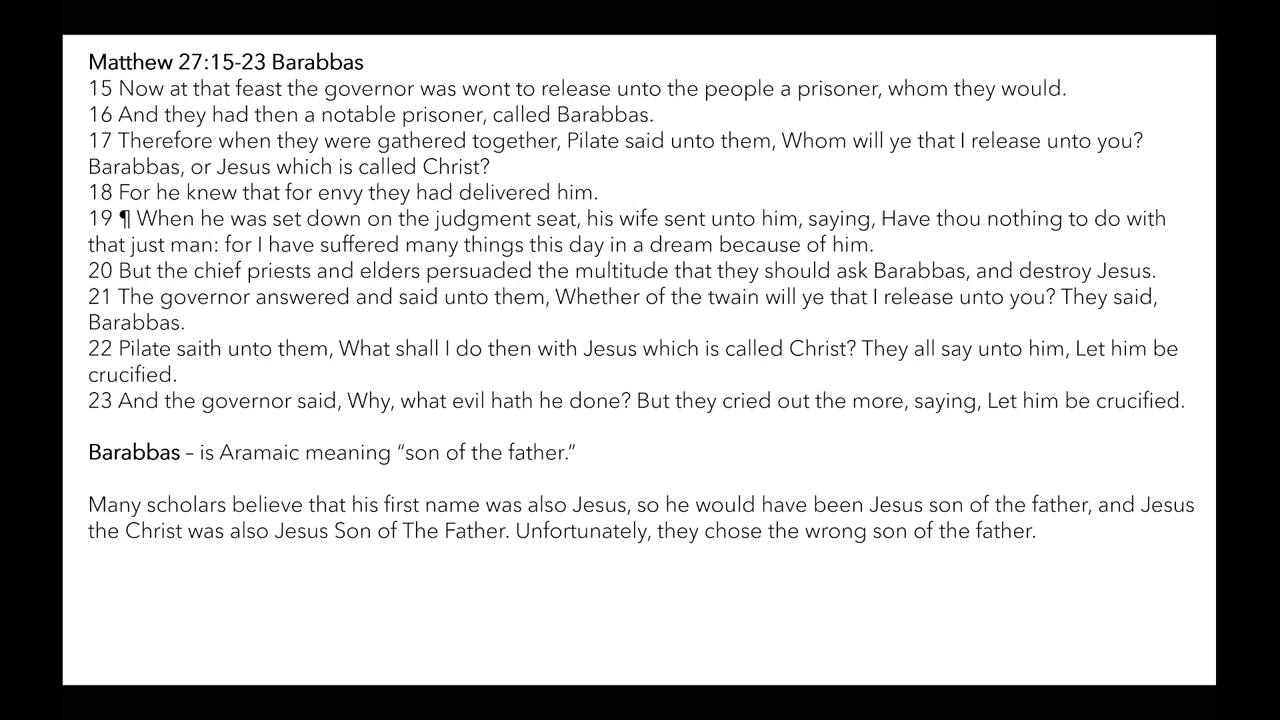 Matthew 27:15-23 Barabbas
15 Now at that feast the governor was wont to release unto the people a prisoner, whom they would.
16 And they had then a notable prisoner, called Barabbas.
17 Therefore when they were gathered together, Pilate said unto them, Whom will ye that I release unto you?
Barabbas, or Jesus which is called Christ?
18 For he knew that for envy they had delivered him.
19 ¶ When he was set down on the judgment seat, his wife sent unto him, saying, Have thou nothing to do with
that just man: for I have suffered many things this day in a dream because of him.
20 But the chief priests and elders persuaded the multitude that they should ask Barabbas, and destroy Jesus.
21 The governor answered and said unto them, Whether of the twain will ye that I release unto you? They said,
Barabbas.
22 Pilate saith unto them, What shall I do then with Jesus which is called Christ? They all say unto him, Let him be
crucified.
23 And the governor said, Why, what evil hath he done? But they cried out the more, saying, Let him be crucified.
Barabbas – is Aramaic meaning “son of the father.”
Many scholars believe that his first name was also Jesus, so he would have been Jesus son of the father, and Jesus
the Christ was also Jesus Son of The Father. Unfortunately, they chose the wrong son of the father.